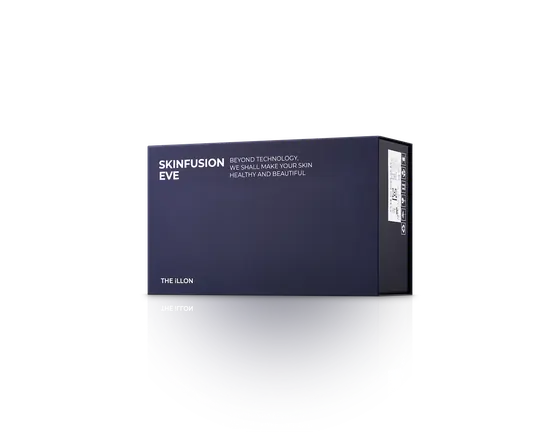 SKINFUSION
EVE
BEYOND TECHNOLOGY.
WE SHALL MAKE YOUR SKIN
HEALTHY AND BEAUTIFUL
THE iLLON